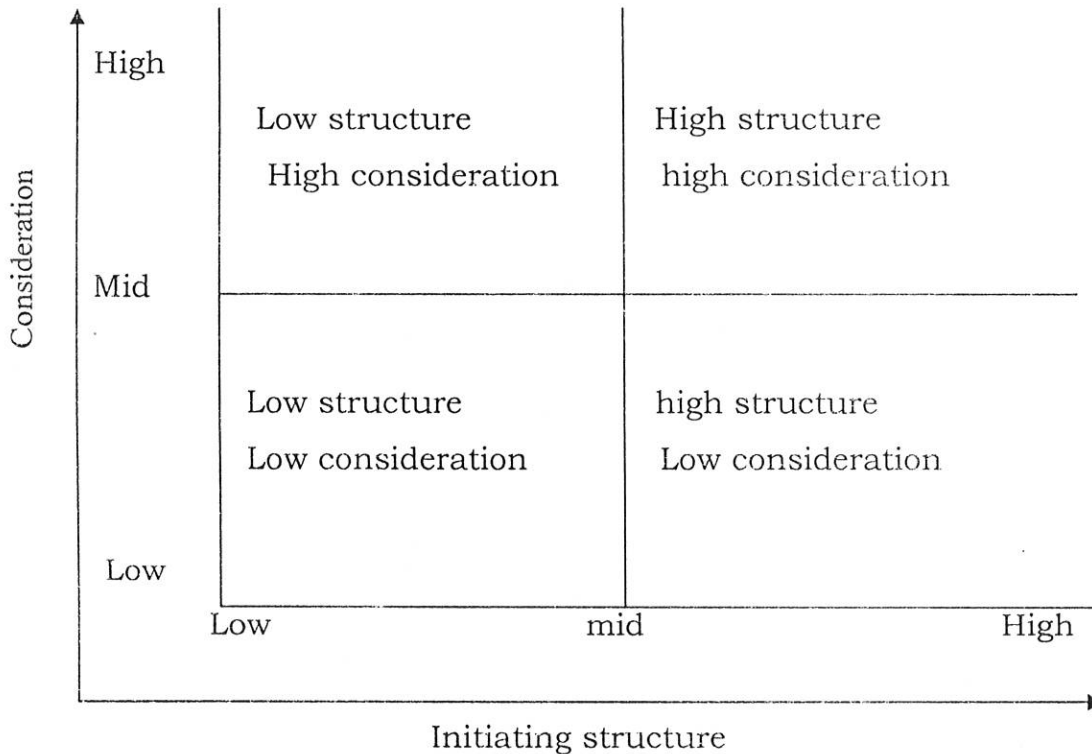 High
Low structure
High structure
High consideration
high consideration
Consideration
Mid
Low structure
high structure
Low consideration
Low consideration
Low
Low
mid
High
Initiating structure